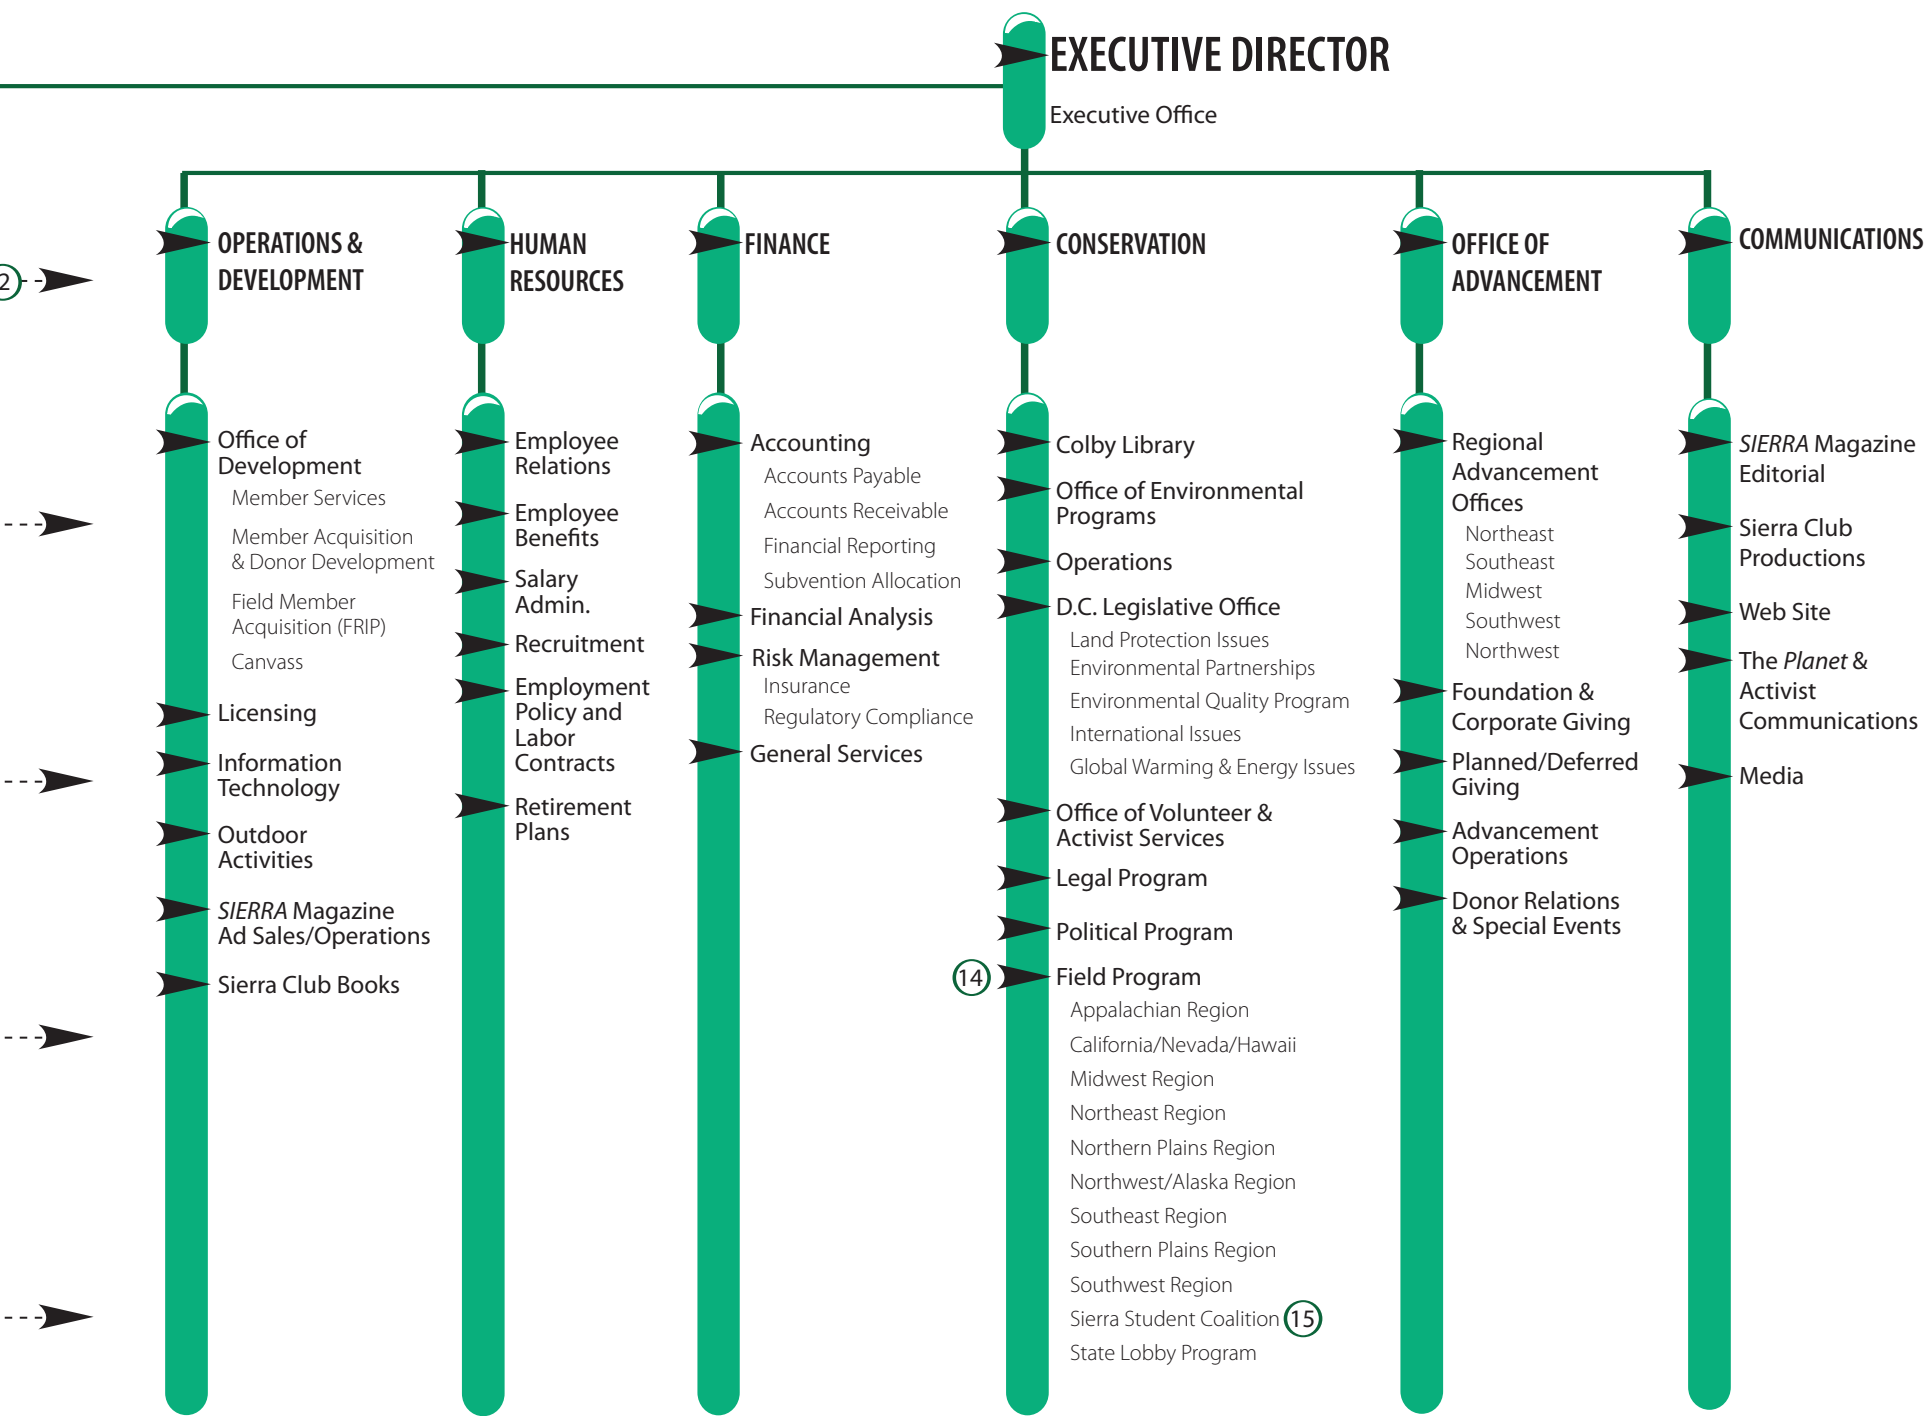 EXECUTIVE DIRECTOR
Executive Office
2
OPERATIONS &
DEVELOPMENT
Office of
Development
Member Services
Member Acquisition
& Donor Development
Field Member
Acquisition (FRIP)
Canvass
Licensing
Information
Technology
Outdoor
Activities
SIERRA Magazine
Ad Sales/Operations
Sierra Club Books
HUMAN
RESOURCES
Employee
Relations
Employee
Benefits
Salary
Admin.
Recruitment
Employment
Policy and
Labor
Contracts
Retirement
Plans
FINANCE
Accounting
Accounts Payable
Accounts Receivable
Financial Reporting
Subvention Allocation
Financial Analysis
Risk Management
Insurance
Regulatory Compliance
General Services
CONSERVATION
Colby Library
Office of Environmental
Programs
Operations
D.C. Legislative Office
Land Protection Issues
Environmental Partnerships
Environmental Quality Program
International Issues
Global Warming & Energy Issues
Office of Volunteer &
Activist Services
Legal Program
Political Program
14 Field Program
Appalachian Region
California/Nevada/Hawaii
Midwest Region
Northeast Region
Northern Plains Region
Northwest/Alaska Region
Southeast Region
Southern Plains Region
Southwest Region
Sierra Student Coalition 15
State Lobby Program
OFFICE OF
ADVANCEMENT
Regional
Advancement
Offices
Northeast
Southeast
Midwest
Southwest
Northwest
Foundation &
Corporate Giving
Planned/Deferred
Giving
Advancement
Operations
Donor Relations
& Special Events
COMMUNICATIONS
SIERRA Magazine
Editorial
Sierra Club
Productions
Web Site
The Planet &
Activist
Communications
Media